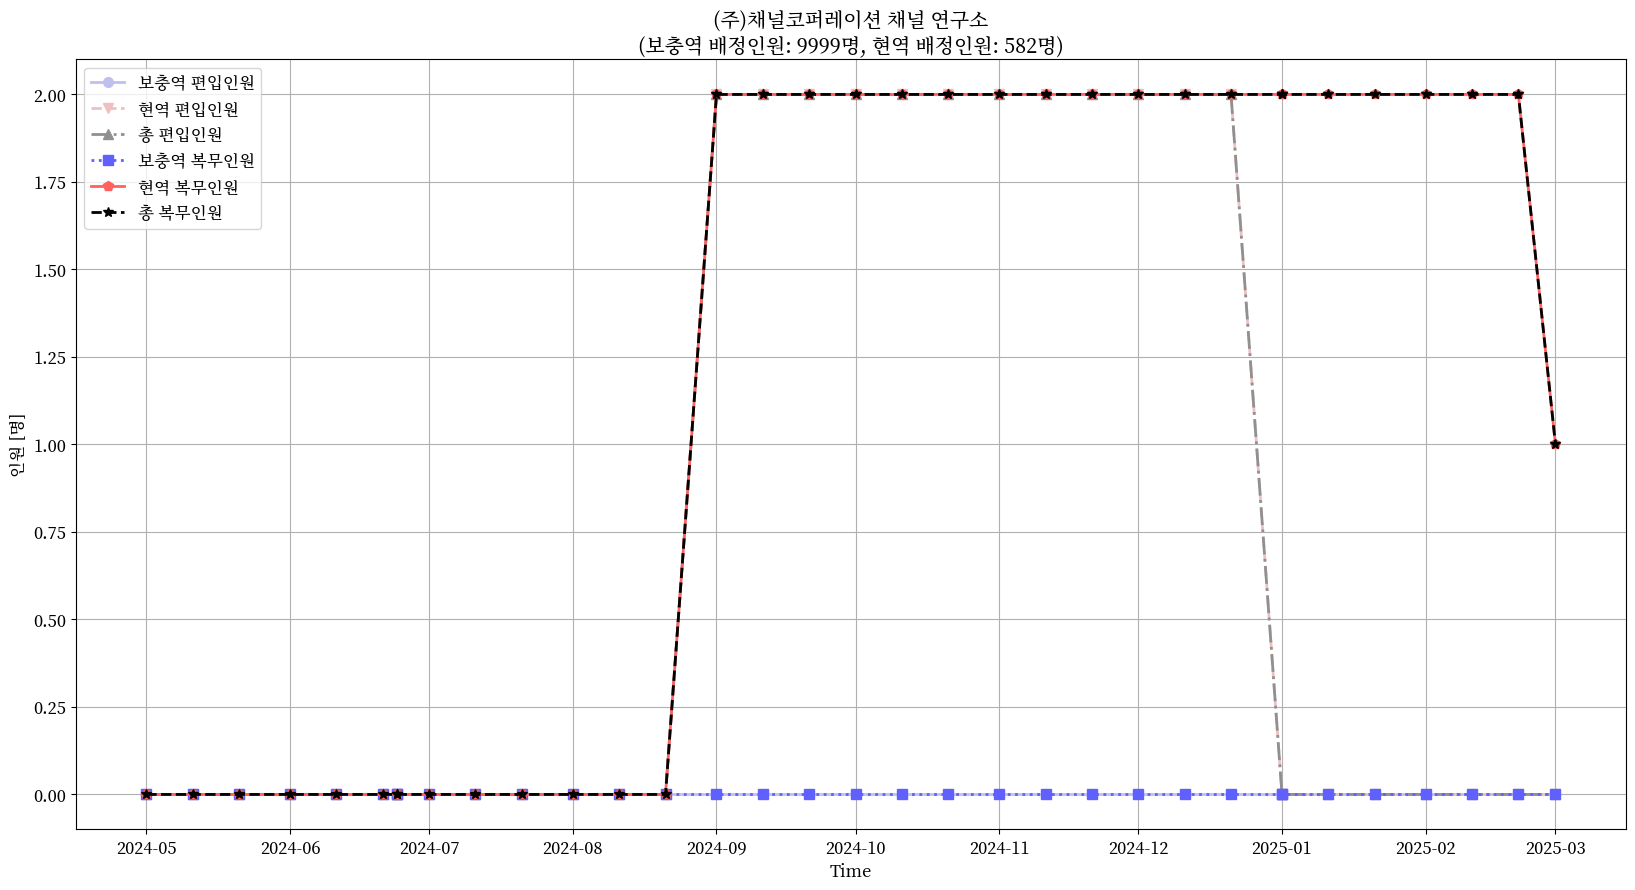 (주)채널코퍼레이션 채널 연구소
(보충역 배정인원: 9999명, 현역 배정인원: 582명)
보충역 편입인원
현역 편입인원
총 편입인원
보충역 복무인원
현역 복무인원
총 복무인원
2.00
1.75
1.50
1.25
1.00
0.75
0.50
0.25
0.00
인원 [명]
2024-05 2024-06 2024-07 2024-08 2024-09 2024-10 2024-11 2024-12 2025-01 2025-02 2025-03
Time